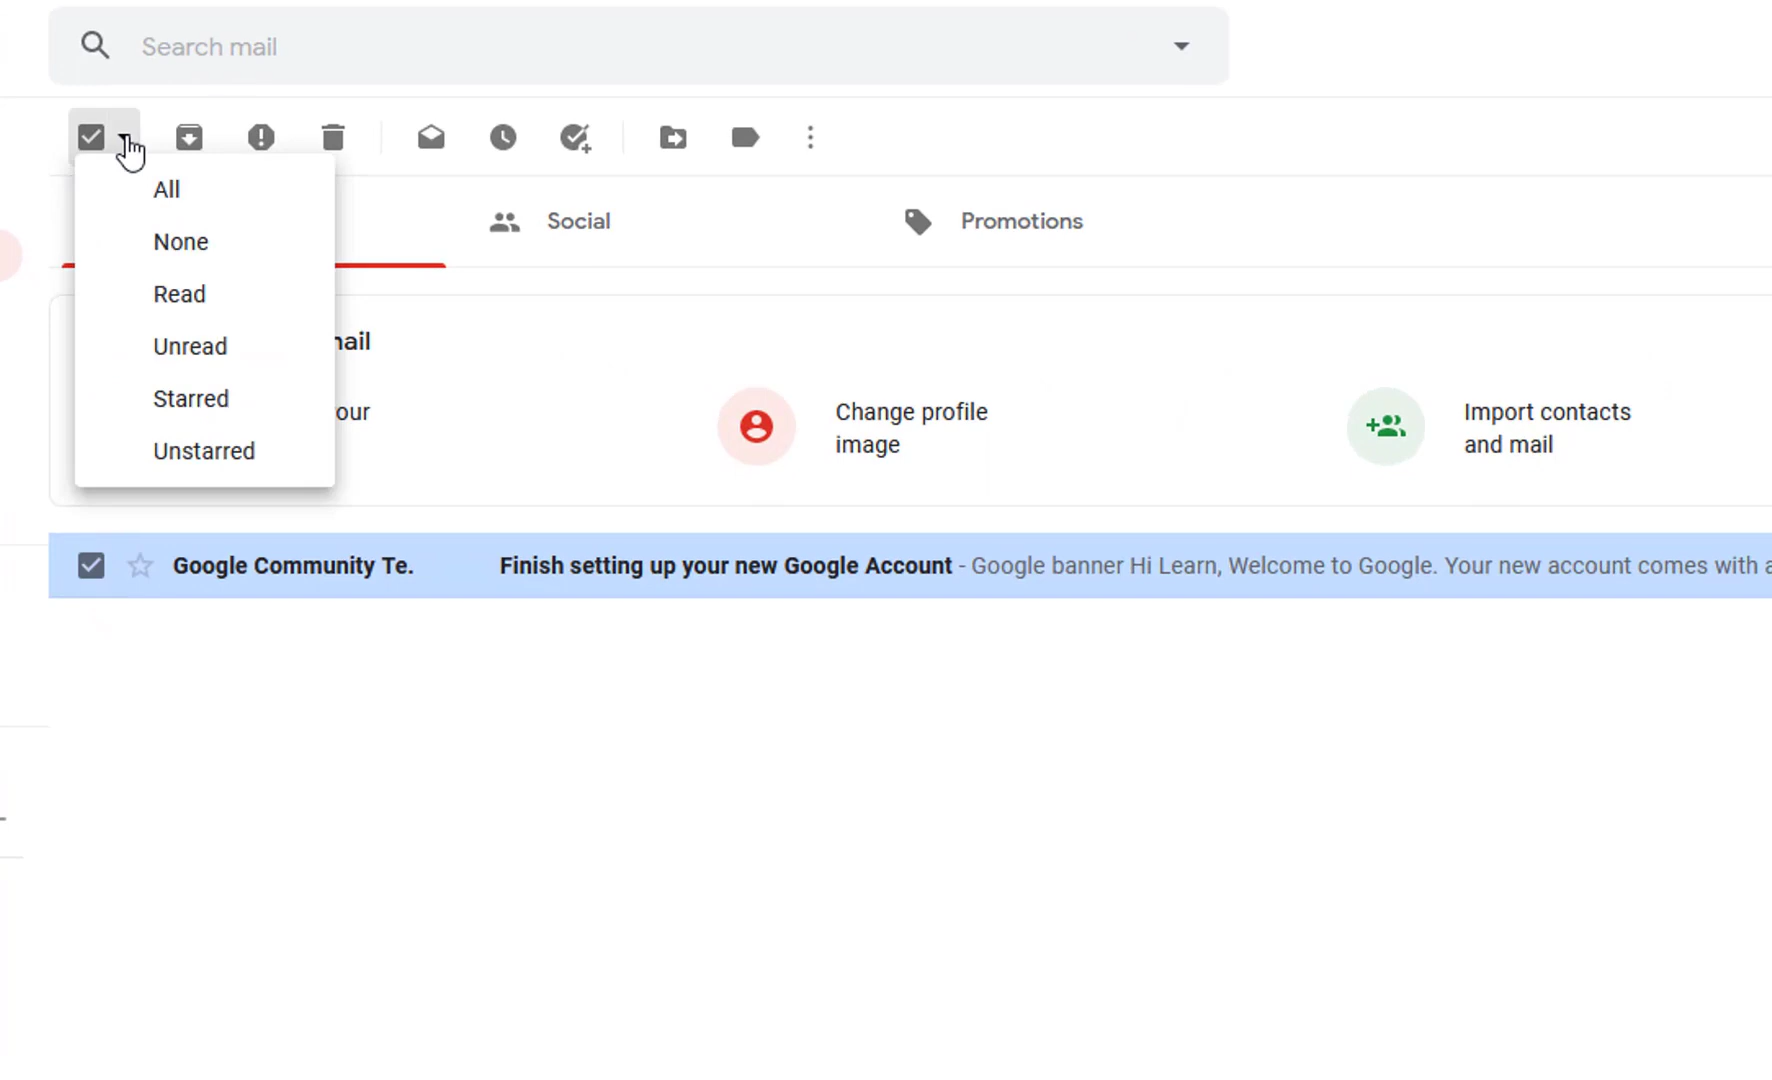 Search mail
All
None
Read
Unread
Starred
Unstarred
Social
Promotions
Change profile
image
Import contacts
and mail
Google Community Te. Finish setting up your new Google Account - Google banner Hi Learn, Welcome to Google. Your new account comes with a